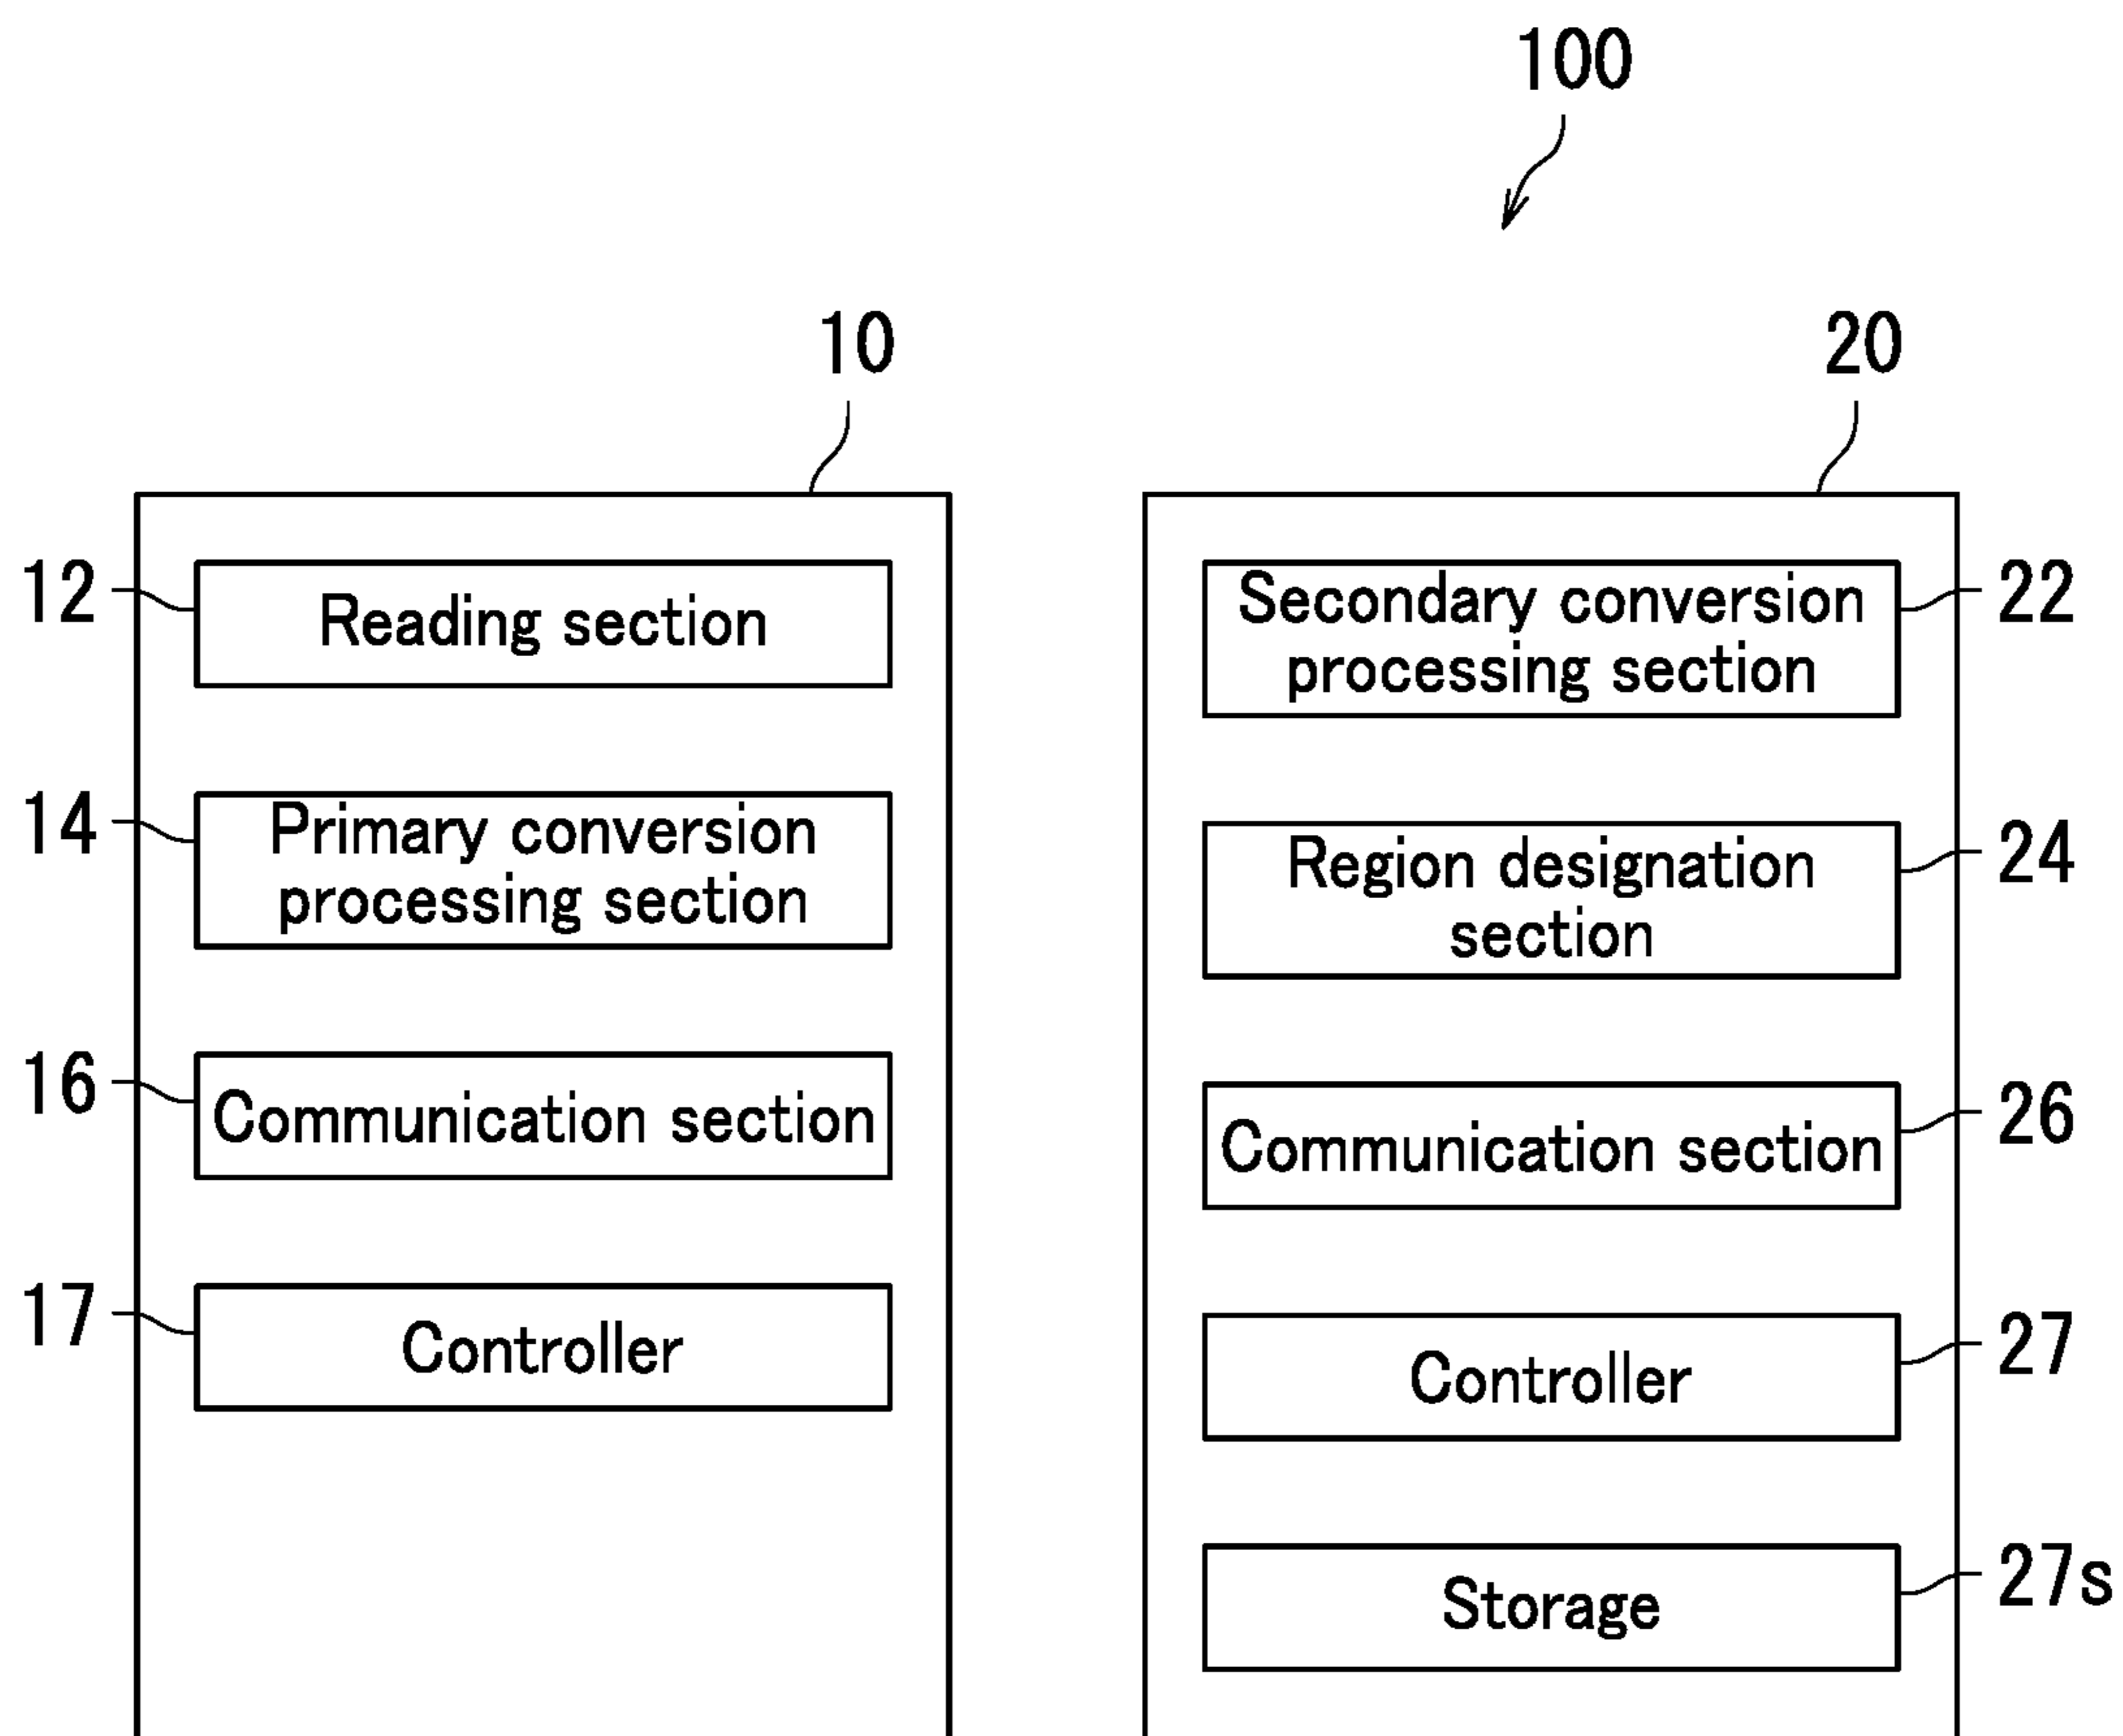 100
10
20
12
Reading section
14
Primary conversion
processing section
16
Communication section
17
Controller
Secondary conversion
processing section
22
Region designation
section
24
Communication section
26
Controller
27
Storage
27s